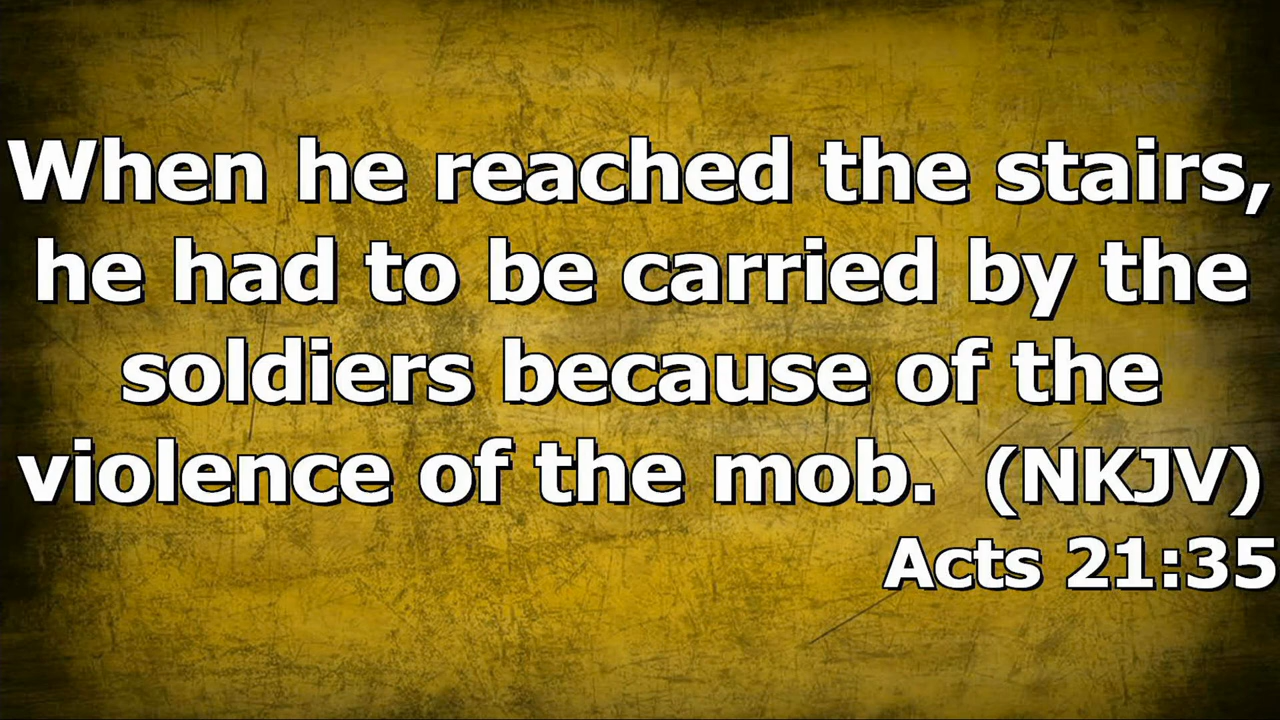 When he reached the stairs,
he had to be carried by the
soldiers because of the
violence of the mob.  (NKJV)
Acts 21:35